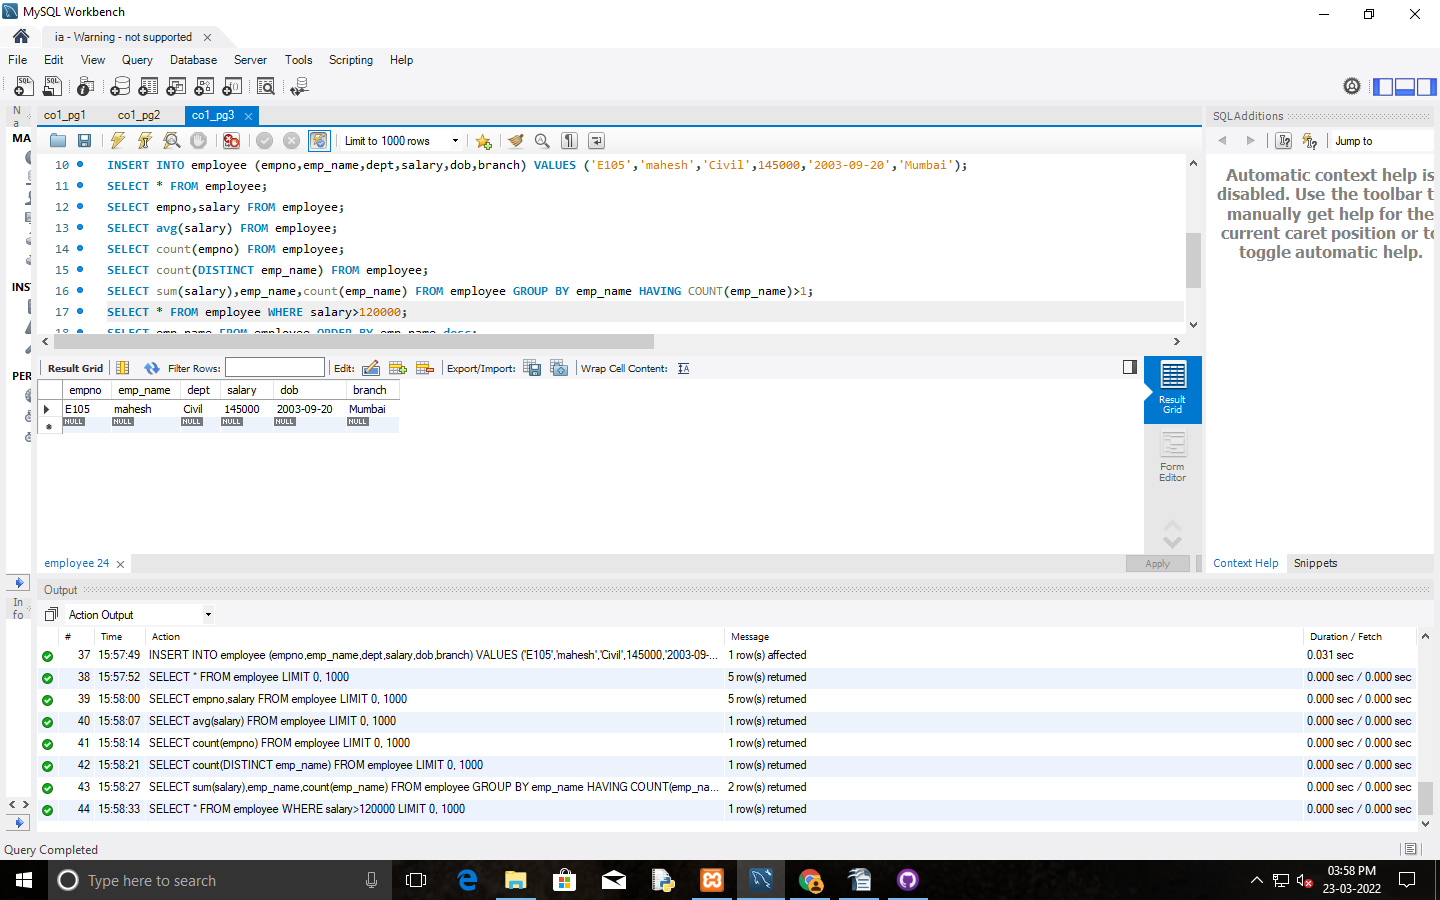 MySQL Workbench
ia - Warning - not supported
File Edit View Query Database Server Tools Scripting Help
N
a
MA
INS
PER
In
fo
co1_pg1 co1_pg2 co1_pg3
Limit to 1000 rows
10 INSERT INTO employee (empno,emp_name,dept,salary,dob,branch) VALUES ('E105','mahesh','Civil',145000,'2003-09-20','Mumbai');
11 SELECT * FROM employee;
12 SELECT empno,salary FROM employee;
13 SELECT avg(salary) FROM employee;
14 SELECT count(empno) FROM employee;
15 SELECT count(DISTINCT emp_name) FROM employee;
16 SELECT sum(salary),emp_name,count(emp_name) FROM employee GROUP BY emp_name HAVING COUNT(emp_name)>1;
17 SELECT * FROM employee WHERE salary>120000;
18 SELECT emp_name FROM employee ORDER BY emp_name desc;
SQLAdditions
Jump to
Automatic context help is
disabled. Use the toolbar t
manually get help for the
current caret position or to
toggle automatic help.
Result Grid Filter Rows: Edit: Export/Import: Wrap Cell Content:
empno emp_name dept salary dob branch
E105 mahesh Civil 145000 2003-09-20 Mumbai
NULL NULL NULL NULL NULL NULL
Result
Grid
Form
Editor
employee 24
Apply
Context Help Snippets
Output
Action Output
# Time Action Message Duration / Fetch
37 15:57:49 INSERT INTO employee (empno,emp_name,dept,salary,dob,branch) VALUES ('E105','mahesh','Civil',145000,'2003-09-... 1 row(s) affected 0.031 sec
38 15:57:52 SELECT * FROM employee LIMIT 0, 1000 5 row(s) returned 0.000 sec / 0.000 sec
39 15:58:00 SELECT empno,salary FROM employee LIMIT 0, 1000 5 row(s) returned 0.000 sec / 0.000 sec
40 15:58:07 SELECT avg(salary) FROM employee LIMIT 0, 1000 1 row(s) returned 0.000 sec / 0.000 sec
41 15:58:14 SELECT count(empno) FROM employee LIMIT 0, 1000 1 row(s) returned 0.000 sec / 0.000 sec
42 15:58:21 SELECT count(DISTINCT emp_name) FROM employee LIMIT 0, 1000 1 row(s) returned 0.000 sec / 0.000 sec
43 15:58:27 SELECT sum(salary),emp_name,count(emp_name) FROM employee GROUP BY emp_name HAVING COUNT(emp_na... 2 row(s) returned 0.000 sec / 0.000 sec
44 15:58:33 SELECT * FROM employee WHERE salary>120000 LIMIT 0, 1000 1 row(s) returned 0.000 sec / 0.000 sec
Query Completed
Type here to search
03:58 PM
23-03-2022